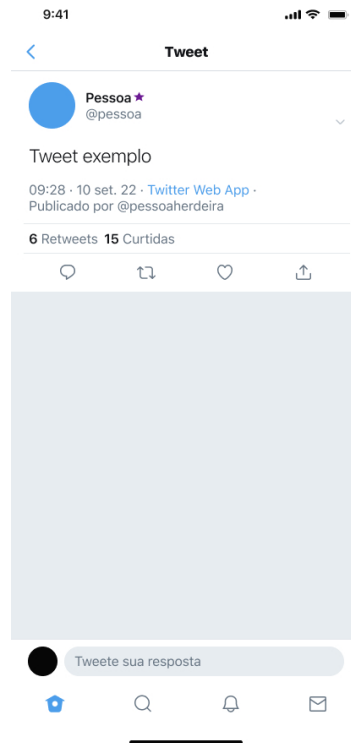 9:41
Tweet
Pessoa
@pessoa
Tweet exemplo
09:28 · 10 set. 22 · Twitter Web App ·
Publicado por @pessoaherdeira
6 Retweets 15 Curtidas
Tweete sua resposta